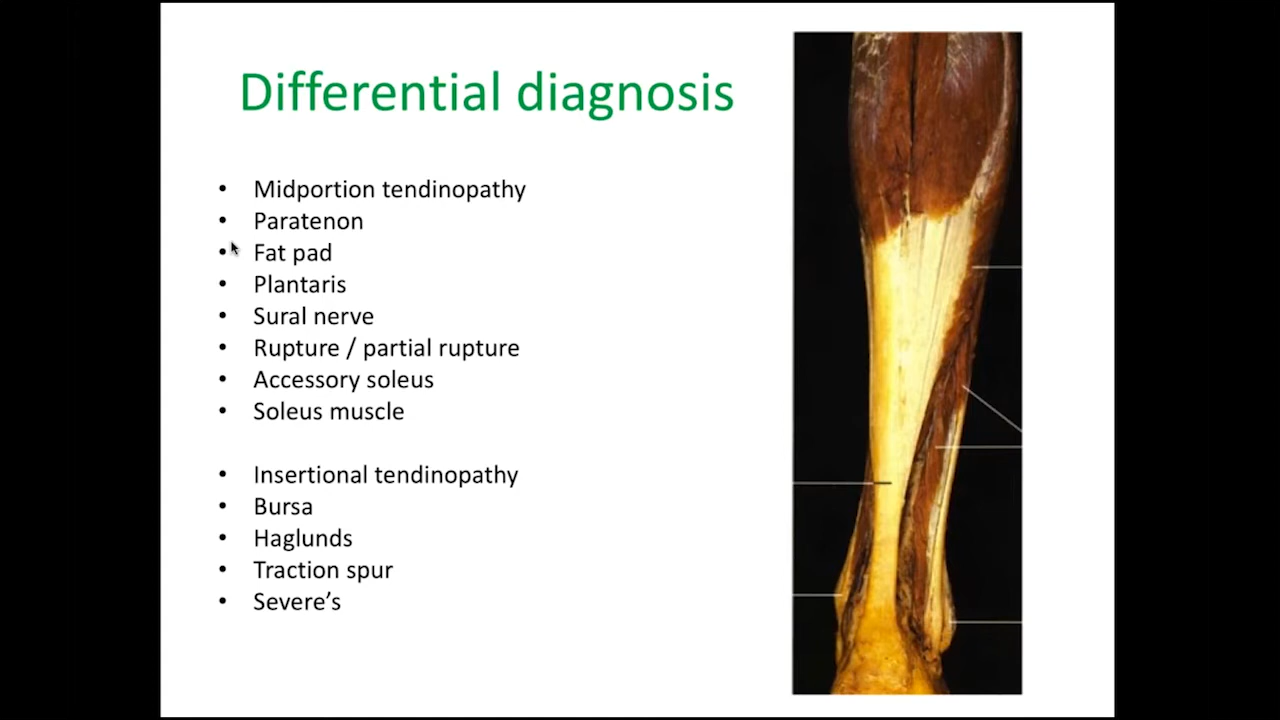 Differential diagnosis
• Midportion tendinopathy
• Paratenon
• Fat pad
• Plantaris
• Sural nerve
• Rupture / partial rupture
• Accessory soleus
• Soleus muscle
• Insertional tendinopathy
• Bursa
• Haglunds
• Traction spur
• Severe’s